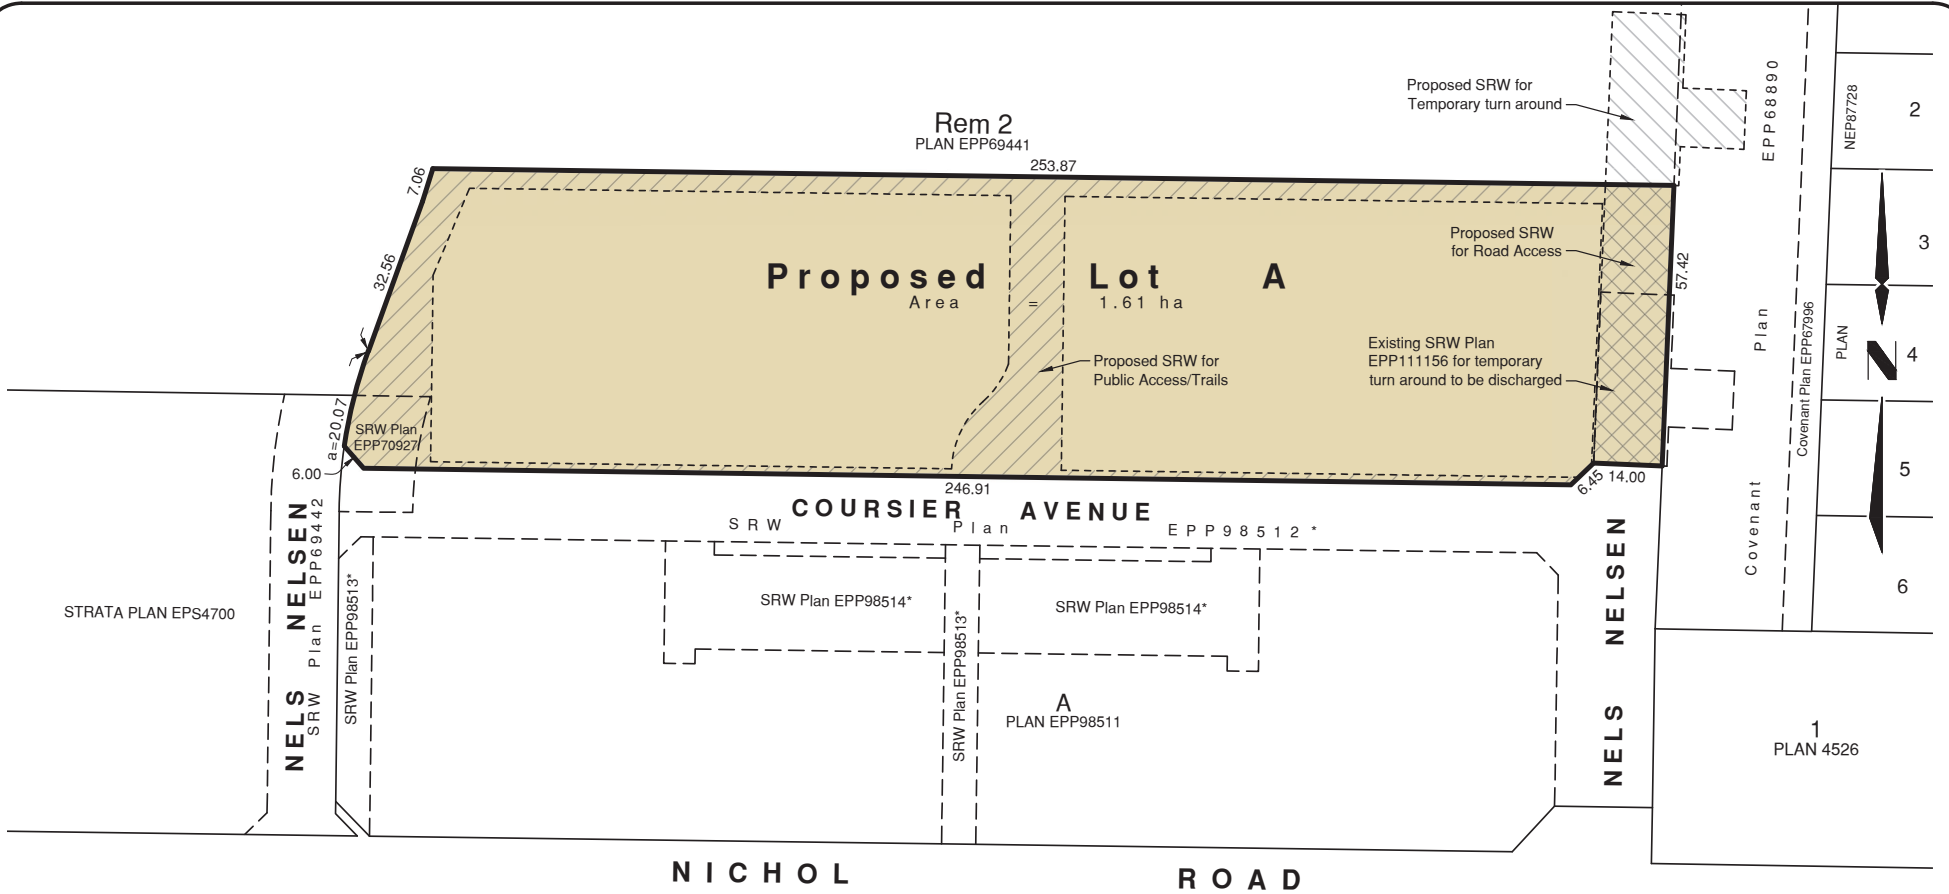 Proposed SRW for
Temporary turn around
EPP68890
NEP87728
2
Rem 2
PLAN EPP69441
253.87
7.06
32.56
Proposed SRW
for Road Access
57.42
3
Proposed Lot A
Area = 1.61 ha
Plan
Covenant Plan EPP67996
PLAN
4
N
Existing SRW Plan
EPP111156 for temporary
turn around to be discharged
Proposed SRW for
Public Access/Trails
a=20.07
SRW Plan
EPP70927
6.00
246.91
6.45
14.00
5
COURSIER AVENUE
SRW Plan EPP98512 *
Covenant
6
NELS NELSEN
SRW Plan EPP69442
SRW Plan EPP98513*
STRATA PLAN EPS4700
SRW Plan EPP98514*
SRW Plan EPP98513*
SRW Plan EPP98514*
NELS NELSEN
A
PLAN EPP98511
1
PLAN 4526
NICHOL ROAD